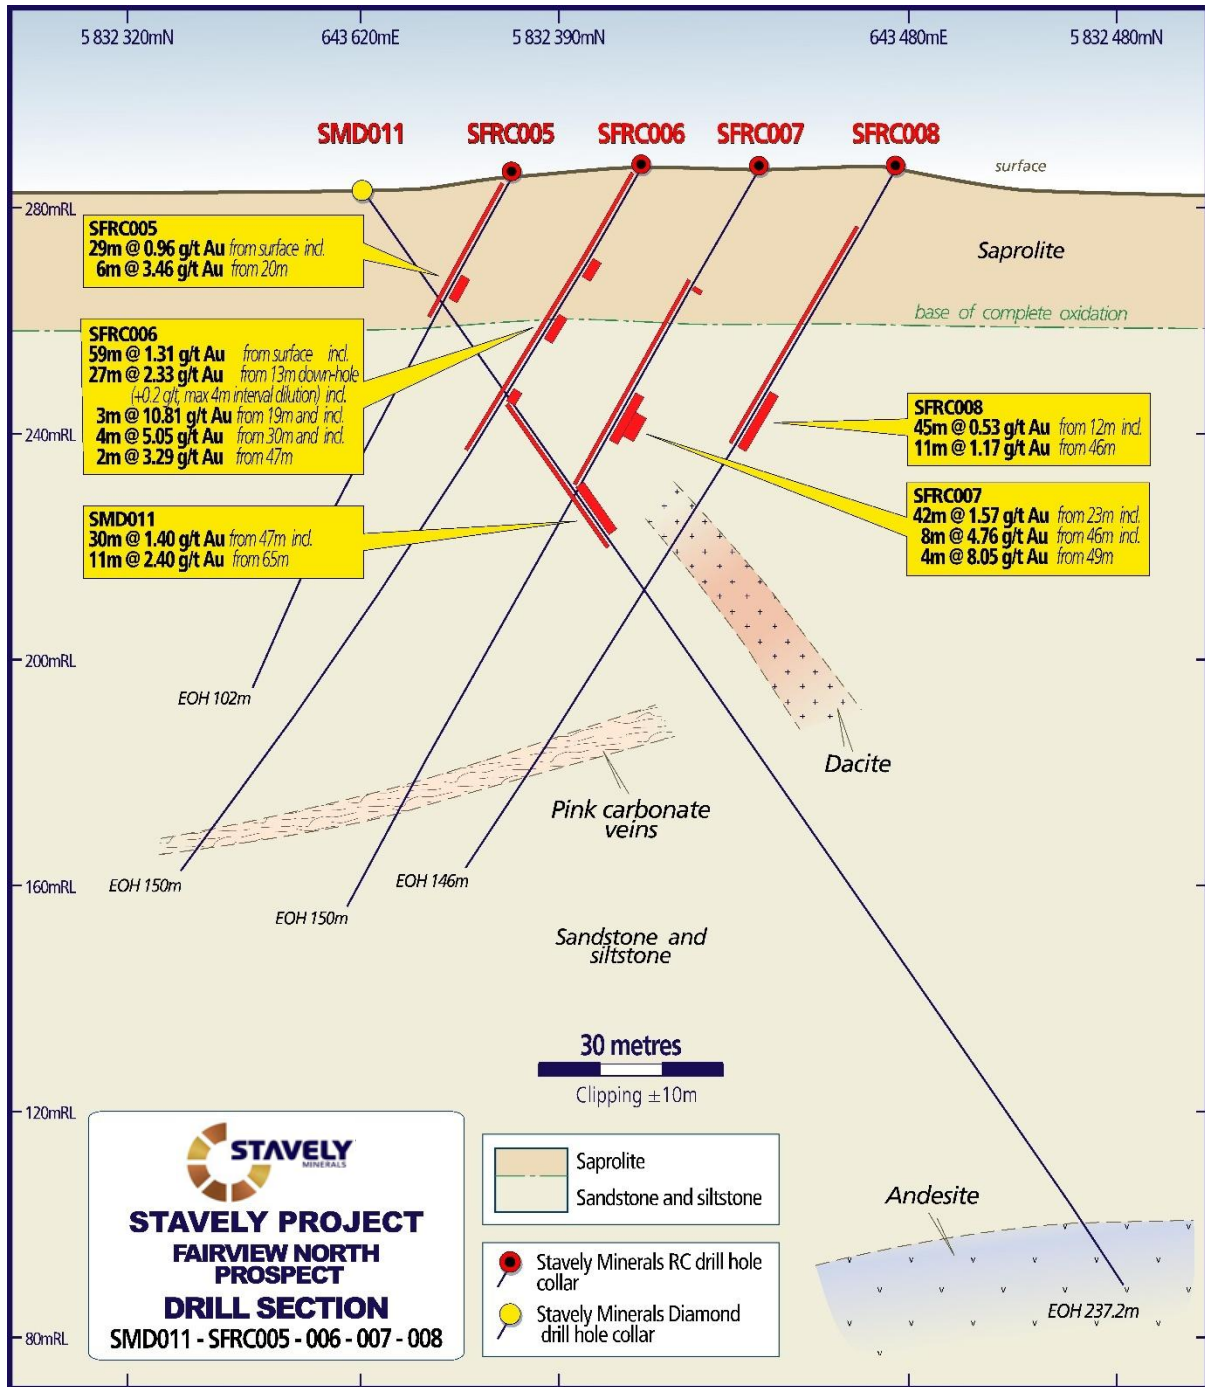 5 832 320mN
643 620mE
5 832 390mN
643 480mE
5 832 480mN
SMD011
SFRC005
SFRC006
SFRC007
SFRC008
surface
280mRL
SFRC005
29m @ 0.96 g/t Au from surface incl.
6m @ 3.46 g/t Au from 20m
Saprolite
base of complete oxidation
SFRC006
59m @ 1.31 g/t Au from surface incl.
27m @ 2.33 g/t Au from 13m down-hole
(+0.2 g/t, max 4m interval dilution) incl.
3m @ 10.81 g/t Au from 19m and incl.
4m @ 5.05 g/t Au from 30m and incl.
2m @ 3.29 g/t Au from 47m
240mRL
SFRC008
45m @ 0.53 g/t Au from 12m incl.
11m @ 1.17 g/t Au from 46m
SFRC007
42m @ 1.57 g/t Au from 23m incl.
8m @ 4.76 g/t Au from 46m incl.
4m @ 8.05 g/t Au from 49m
SMD011
30m @ 1.40 g/t Au from 47m incl.
11m @ 2.40 g/t Au from 65m
200mRL
EOH 102m
Dacite
Pink carbonate
veins
160mRL
EOH 150m
EOH 146m
EOH 150m
Sandstone and
siltstone
30 metres
Clipping ±10m
120mRL
STAVELY
MINERALS
STAVELY PROJECT
FAIRVIEW NORTH
PROSPECT
DRILL SECTION
SMD011 - SFRC005 - 006 - 007 - 008
Saprolite
Sandstone and siltstone
Stavely Minerals RC drill hole
collar
Stavely Minerals Diamond
drill hole collar
Andesite
EOH 237.2m
80mRL